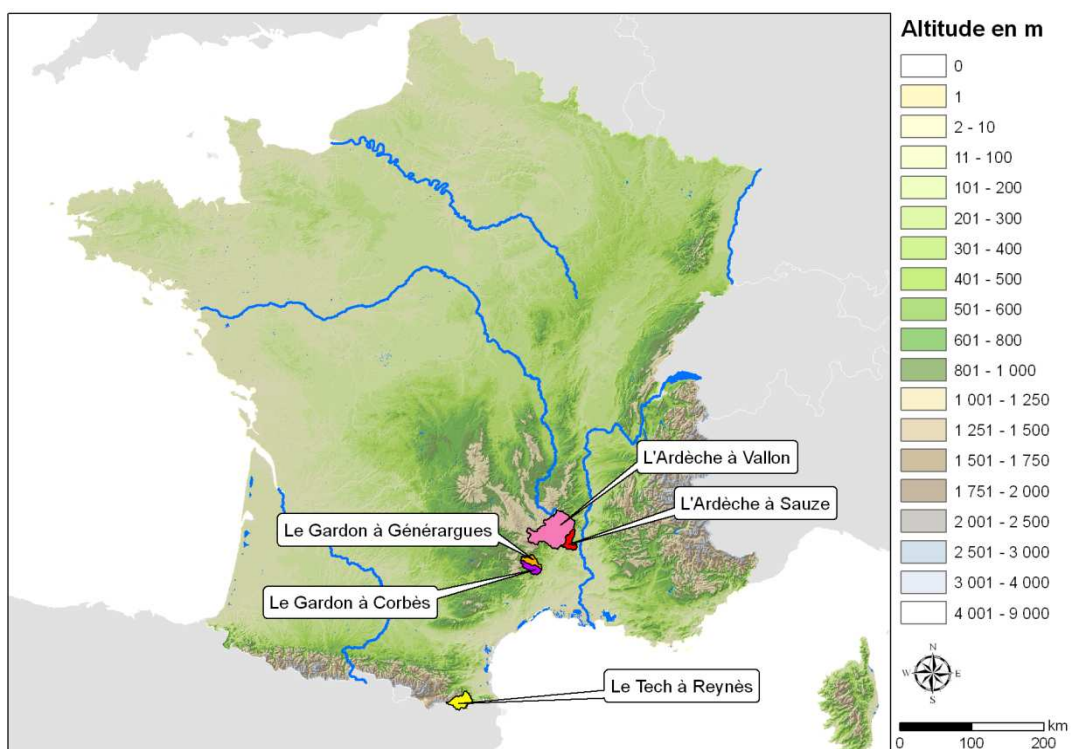 Altitude en m
0
1
2 - 10
11 - 100
101 - 200
201 - 300
301 - 400
401 - 500
501 - 600
601 - 800
801 - 1 000
1 001 - 1 250
1 251 - 1 500
1 501 - 1 750
1 751 - 2 000
2 001 - 2 500
2 501 - 3 000
3 001 - 4 000
4 001 - 9 000
L'Ardèche à Vallon
L'Ardèche à Sauze
Le Gardon à Générargues
Le Gardon à Corbès
Le Tech à Reynès
N
W E
S
km
0 100 200